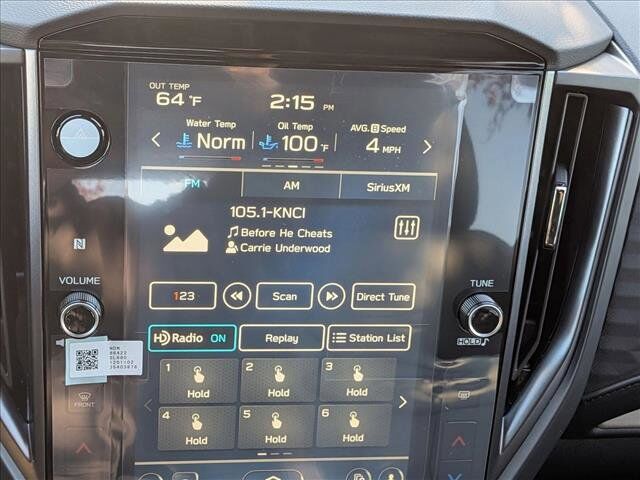 OUT TEMP
64 °F
2:15 PM
Water Temp
Norm
Oil Temp
100 °F
AVG. B Speed
4 MPH
FM
AM
SiriusXM
105.1-KNCI
Before He Cheats
Carrie Underwood
VOLUME
TUNE
123
Scan
Direct Tune
HD Radio ON
Replay
Station List
HOLD
1
Hold
2
Hold
3
Hold
4
Hold
5
Hold
6
Hold
FRONT